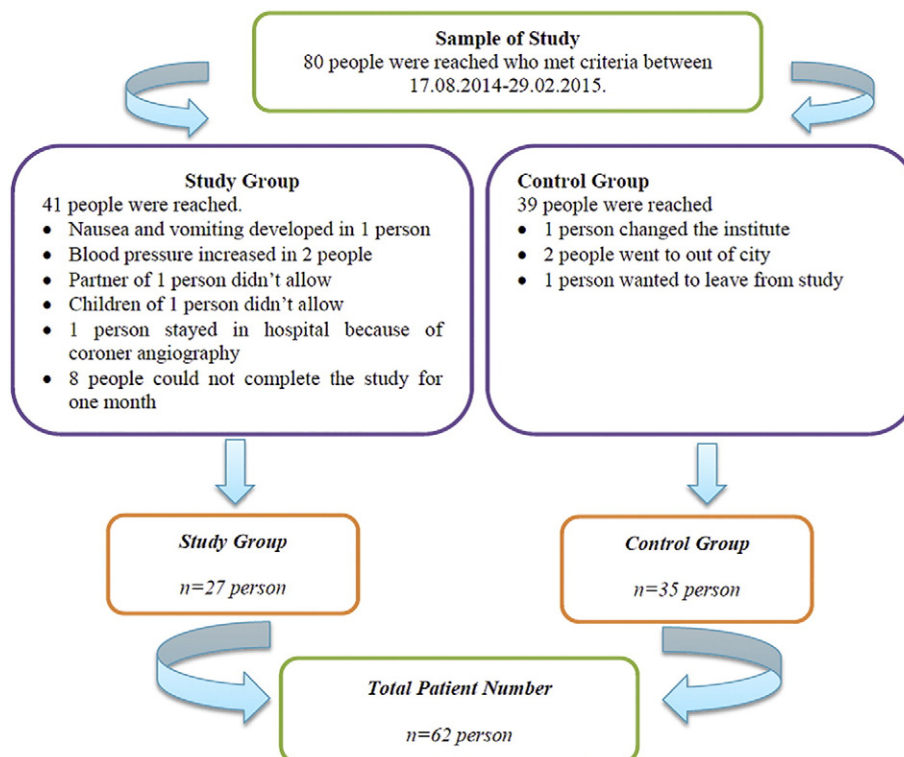 Sample of Study
80 people were reached who met criteria between
17.08.2014-29.02.2015.
Study Group
41 people were reached.
• Nausea and vomiting developed in 1 person
• Blood pressure increased in 2 people
• Partner of 1 person didn't allow
• Children of 1 person didn't allow
• 1 person stayed in hospital because of
coroner angiography
• 8 people could not complete the study for
one month
Control Group
39 people were reached
• 1 person changed the institute
• 2 people went to out of city
• 1 person wanted to leave from study
Study Group
n=27 person
Control Group
n=35 person
Total Patient Number
n=62 person